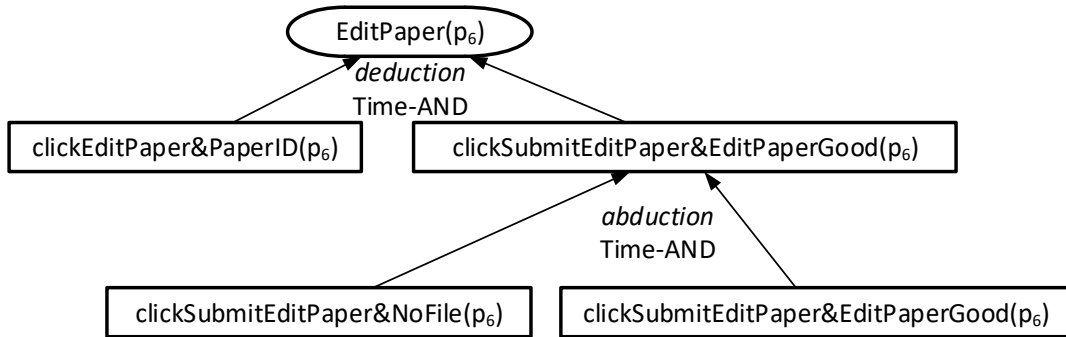 EditPaper(p₆)
deduction
Time-AND
clickEditPaper&PaperID(p₆)
clickSubmitEditPaper&EditPaperGood(p₆)
abduction
Time-AND
clickSubmitEditPaper&NoFile(p₆)
clickSubmitEditPaper&EditPaperGood(p₆)